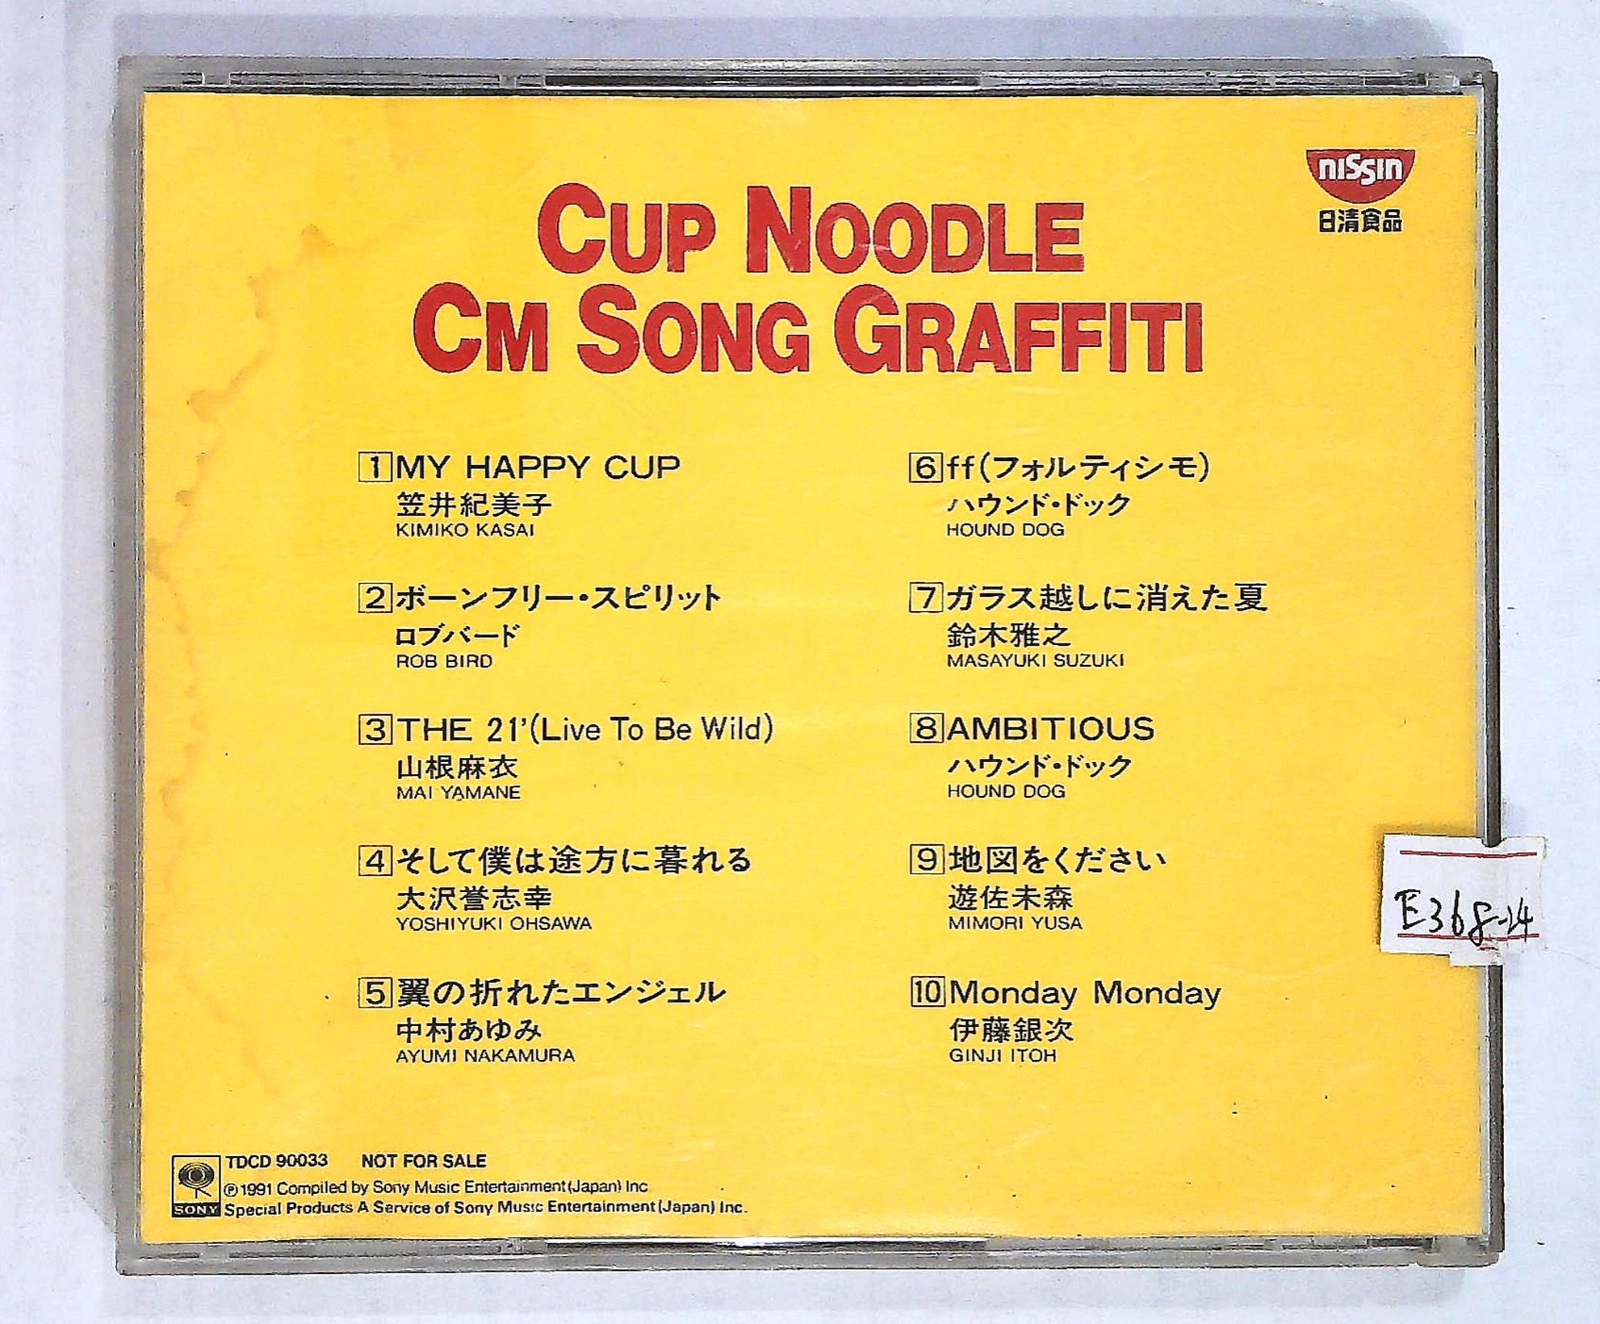 nissin
日清食品
CUP NOODLE
CM SONG GRAFFITI
1 MY HAPPY CUP
笠井紀美子
KIMIKO KASAI
2 ボーンフリー・スピリット
ロブバード
ROB BIRD
3 THE 21'(Live To Be Wild)
山根麻衣
MAI YAMANE
4 そして僕は途方に暮れる
大沢誉志幸
YOSHIYUKI OHSAWA
5 翼の折れたエンジェル
中村あゆみ
AYUMI NAKAMURA
6 ff(フォルティシモ)
ハウンド・ドック
HOUND DOG
7 ガラス越しに消えた夏
鈴木雅之
MASAYUKI SUZUKI
8 AMBITIOUS
ハウンド・ドック
HOUND DOG
9 地図をください
遊佐未森
MIMORI YUSA
10 Monday Monday
伊藤銀次
GINJI ITOH
E368-24
TDCD 90033 NOT FOR SALE
℗1991 Compiled by Sony Music Entertainment(Japan) Inc
SONY Special Products A Service of Sony Music Entertainment(Japan) Inc.